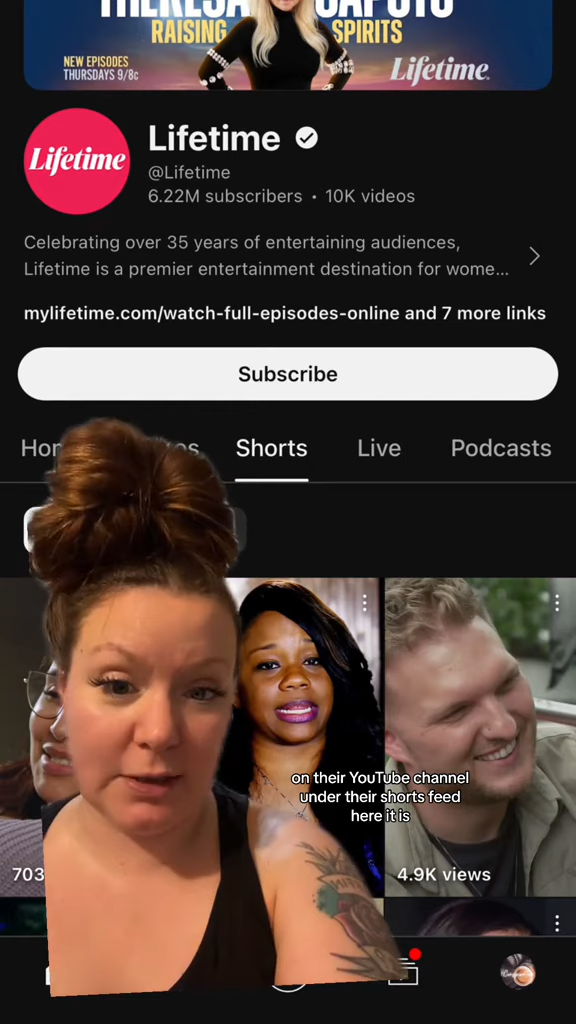 THERESA CAPUTO
RAISING SPIRITS
NEW EPISODES
THURSDAYS 9/8c
Lifetime
Lifetime
Lifetime
@Lifetime
6.22M subscribers • 10K videos
Celebrating over 35 years of entertaining audiences,
Lifetime is a premier entertainment destination for wome...
mylifetime.com/watch-full-episodes-online and 7 more links
Subscribe
Shorts Live Podcasts
on their YouTube channel
under their shorts feed
here it is
703
4.9K views